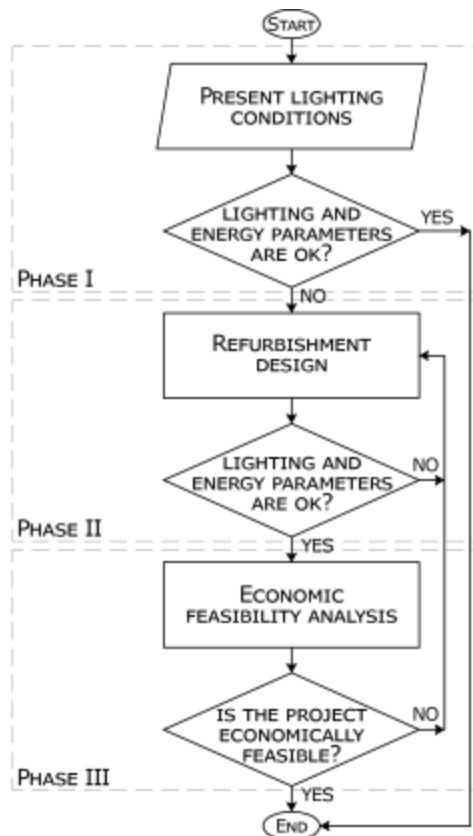 START
PRESENT LIGHTING
CONDITIONS
LIGHTING AND
ENERGY PARAMETERS
ARE OK?
YES
PHASE I
NO
REFURBISHMENT
DESIGN
LIGHTING AND
ENERGY PARAMETERS
ARE OK?
NO
PHASE II
YES
ECONOMIC
FEASIBILITY ANALYSIS
IS THE PROJECT
ECONOMICALLY
FEASIBLE?
NO
PHASE III
YES
END